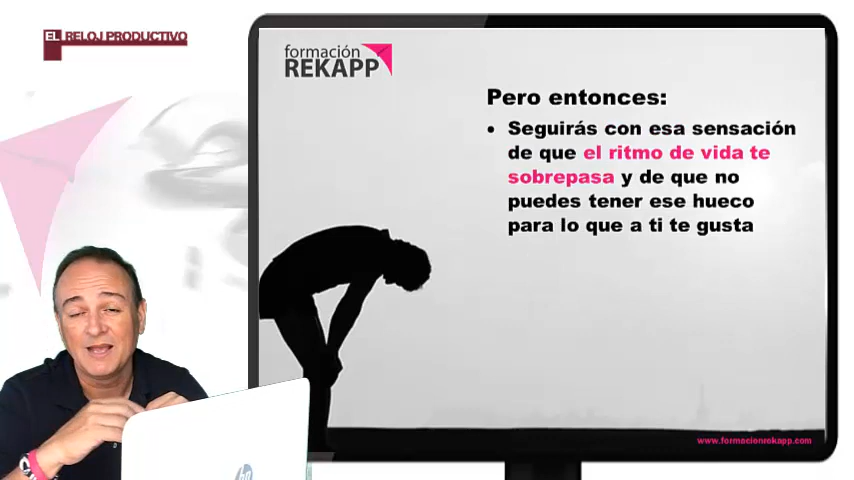 EL RELOJ PRODUCTIVO
formación
REKAPP
Pero entonces:
• Seguirás con esa sensación
de que el ritmo de vida te
sobrepasa y de que no
puedes tener ese hueco
para lo que a ti te gusta
www.formacionrekapp.com
hp